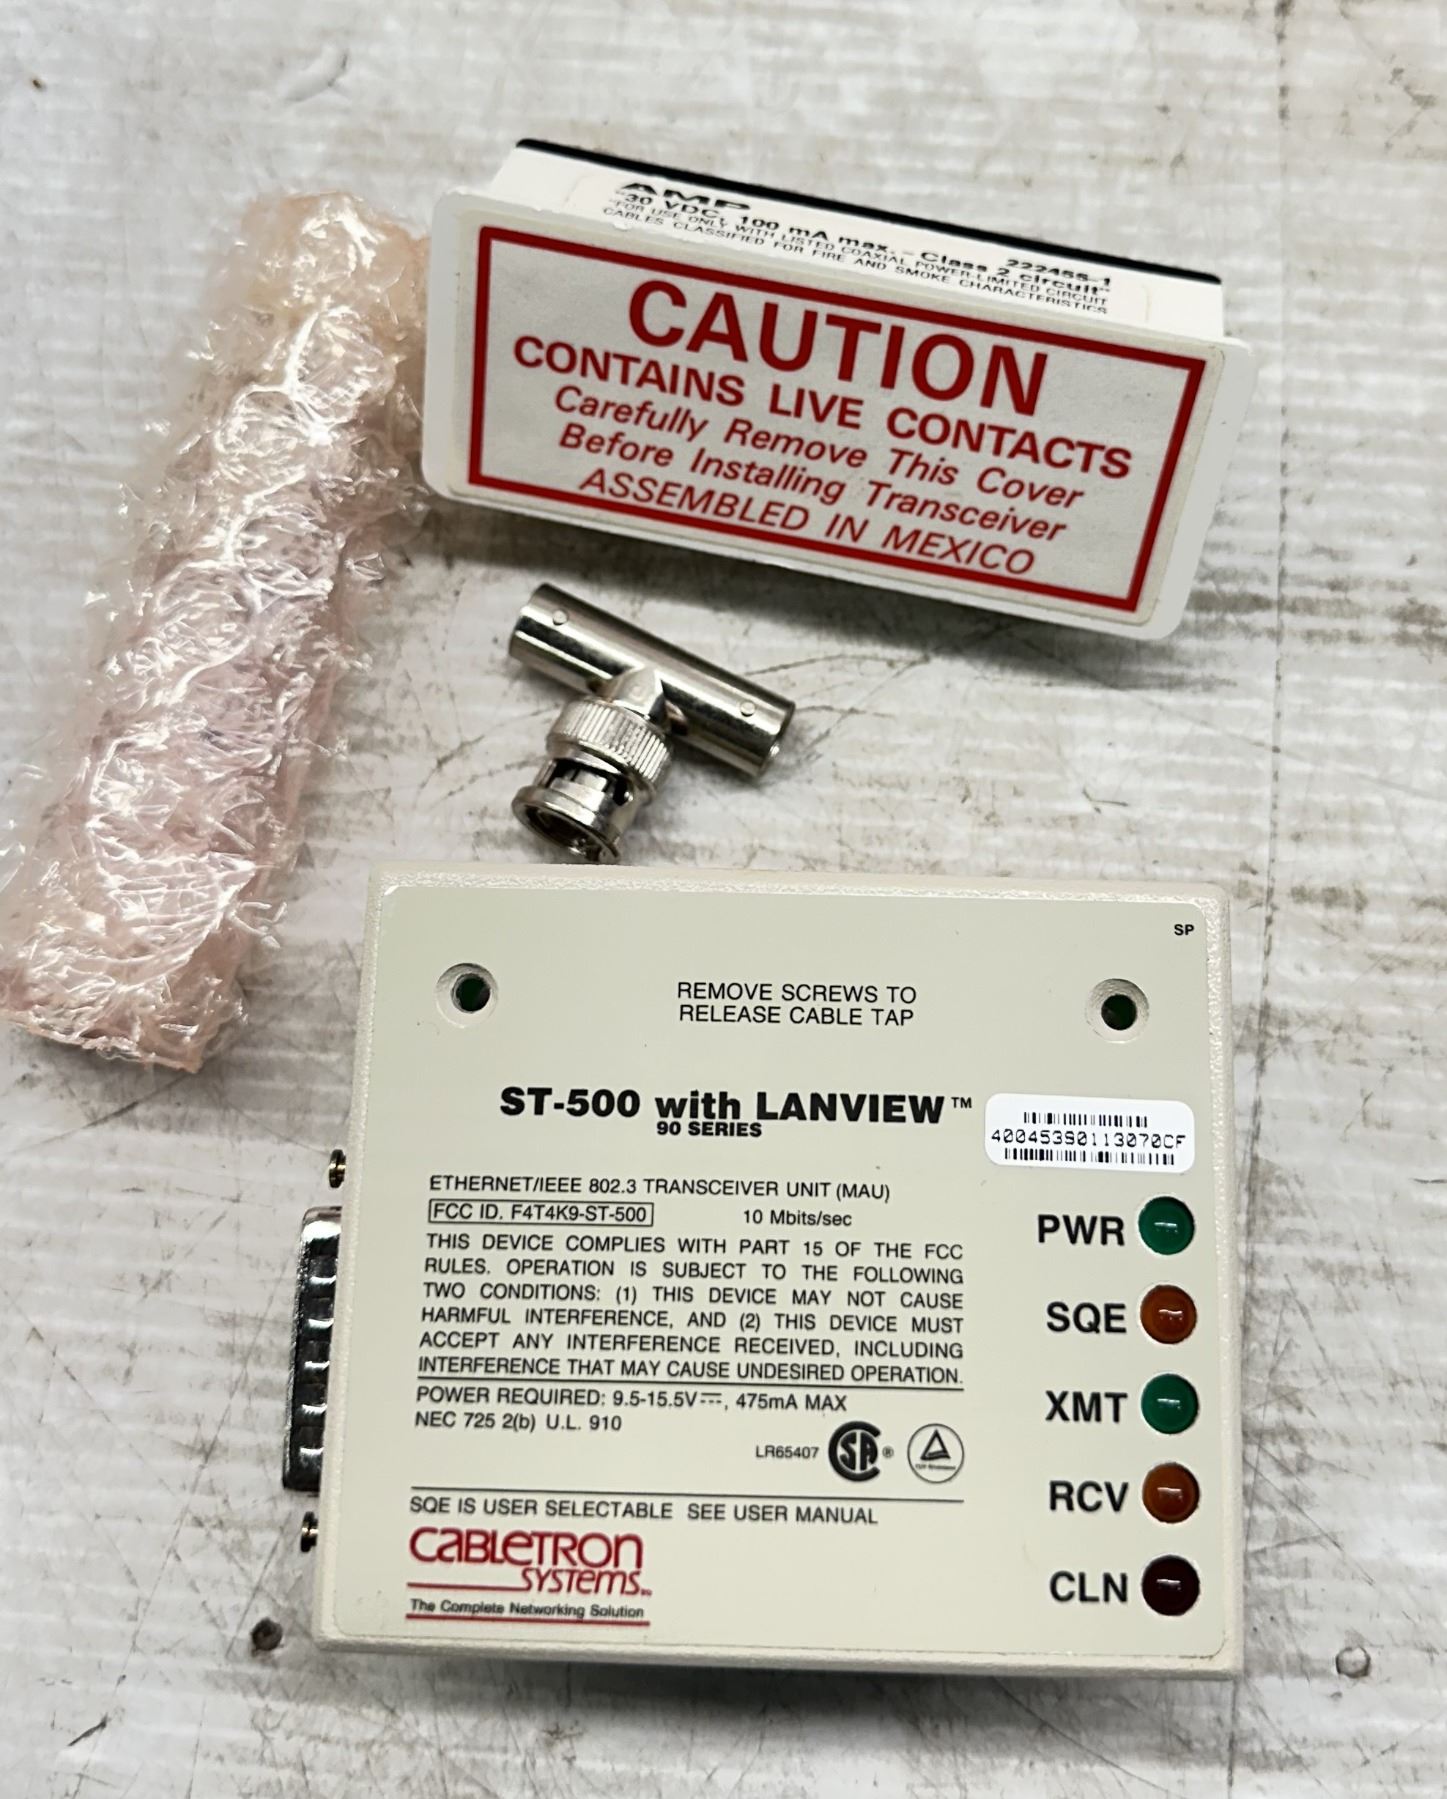 AMP 222455-1
"30 VDC, 100 mA max. - Class 2 circuit"
"FOR USE ONLY WITH LISTED COAXIAL POWER-LIMITED CIRCUIT
CABLES CLASSIFIED FOR FIRE AND SMOKE CHARACTERISTICS
CAUTION
CONTAINS LIVE CONTACTS
Carefully Remove This Cover
Before Installing Transceiver
ASSEMBLED IN MEXICO
SP
REMOVE SCREWS TO
RELEASE CABLE TAP
ST-500 with LANVIEW™
90 SERIES
40045390113070CF
ETHERNET/IEEE 802.3 TRANSCEIVER UNIT (MAU)
FCC ID. F4T4K9-ST-500 10 Mbits/sec
THIS DEVICE COMPLIES WITH PART 15 OF THE FCC
RULES. OPERATION IS SUBJECT TO THE FOLLOWING
TWO CONDITIONS: (1) THIS DEVICE MAY NOT CAUSE
HARMFUL INTERFERENCE, AND (2) THIS DEVICE MUST
ACCEPT ANY INTERFERENCE RECEIVED, INCLUDING
INTERFERENCE THAT MAY CAUSE UNDESIRED OPERATION.
POWER REQUIRED: 9.5-15.5V⎓, 475mA MAX
NEC 725 2(b) U.L. 910
LR65407 SA ®
SQE IS USER SELECTABLE SEE USER MANUAL
CABLETRON
SYSTEMS
The Complete Networking Solution
PWR
SQE
XMT
RCV
CLN